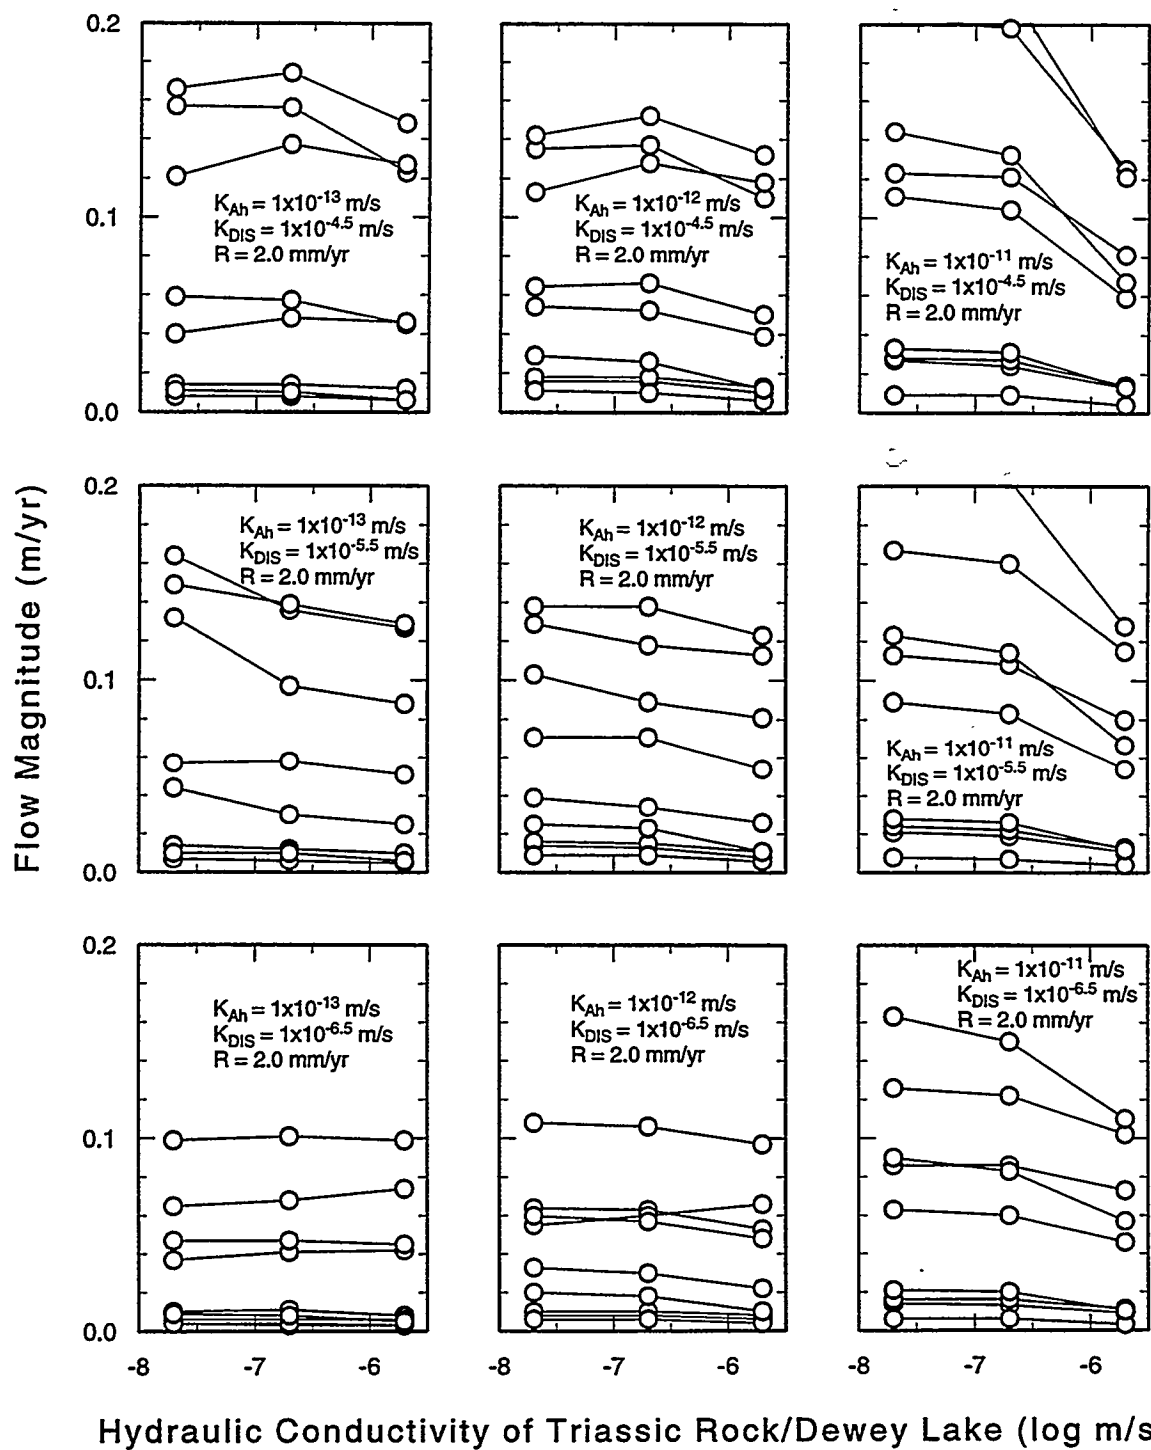 0.2
0.1
0.0
K_Ah = 1x10^-13 m/s
K_DIS = 1x10^-4.5 m/s
R = 2.0 mm/yr
K_Ah = 1x10^-12 m/s
K_DIS = 1x10^-4.5 m/s
R = 2.0 mm/yr
K_Ah = 1x10^-11 m/s
K_DIS = 1x10^-4.5 m/s
R = 2.0 mm/yr
Flow Magnitude (m/yr)
0.2
0.1
0.0
K_Ah = 1x10^-13 m/s
K_DIS = 1x10^-5.5 m/s
R = 2.0 mm/yr
K_Ah = 1x10^-12 m/s
K_DIS = 1x10^-5.5 m/s
R = 2.0 mm/yr
K_Ah = 1x10^-11 m/s
K_DIS = 1x10^-5.5 m/s
R = 2.0 mm/yr
0.2
0.1
0.0
K_Ah = 1x10^-13 m/s
K_DIS = 1x10^-6.5 m/s
R = 2.0 mm/yr
K_Ah = 1x10^-12 m/s
K_DIS = 1x10^-6.5 m/s
R = 2.0 mm/yr
K_Ah = 1x10^-11 m/s
K_DIS = 1x10^-6.5 m/s
R = 2.0 mm/yr
-8 -7 -6 -8 -7 -6 -8 -7 -6
Hydraulic Conductivity of Triassic Rock/Dewey Lake (log m/s